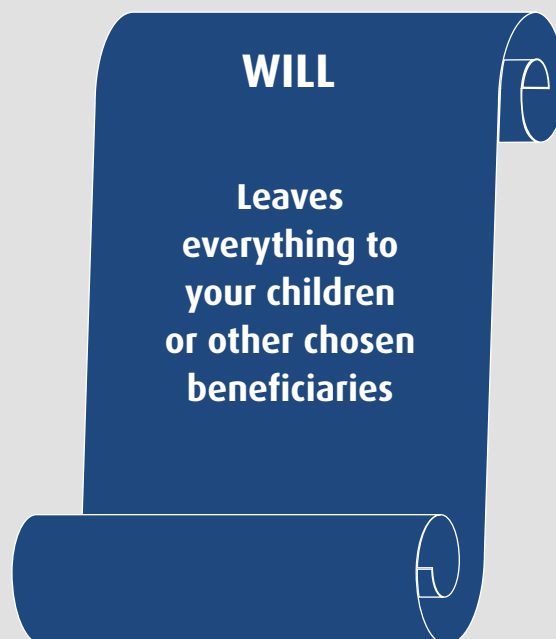 WILL
Leaves
everything to
your children
or other chosen
beneficiaries